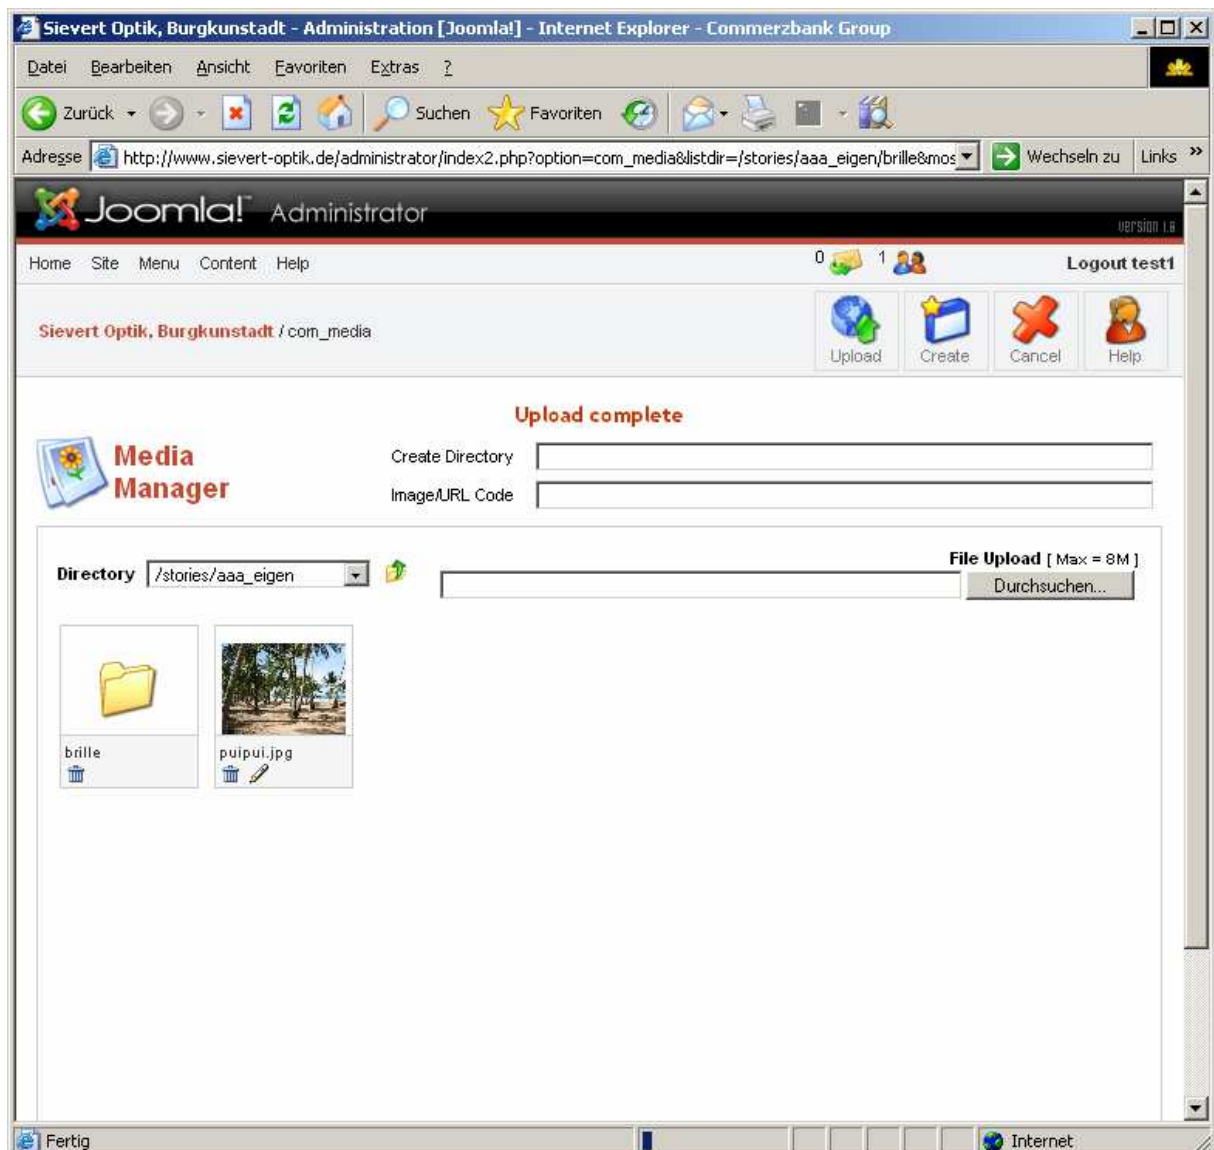 Sievert Optik, Burgkunstadt - Administration [Joomla!] - Internet Explorer - Commerzbank Group
Datei Bearbeiten Ansicht Favoriten Extras ?
Zurück Suchen Favoriten
Adresse http://www.sievert-optik.de/administrator/index2.php?option=com_media&listdir=/stories/aaa_eigen/brille&mos Wechseln zu Links »
Joomla!™ Administrator
version 1.0
Home Site Menu Content Help 0 1 Logout test1
Sievert Optik, Burgkunstadt / com_media
Upload Create Cancel Help
Upload complete
Media
Manager
Create Directory
Image/URL Code
File Upload [ Max = 8M ]
Directory /stories/aaa_eigen
Durchsuchen...
brille puipui.jpg
Fertig Internet